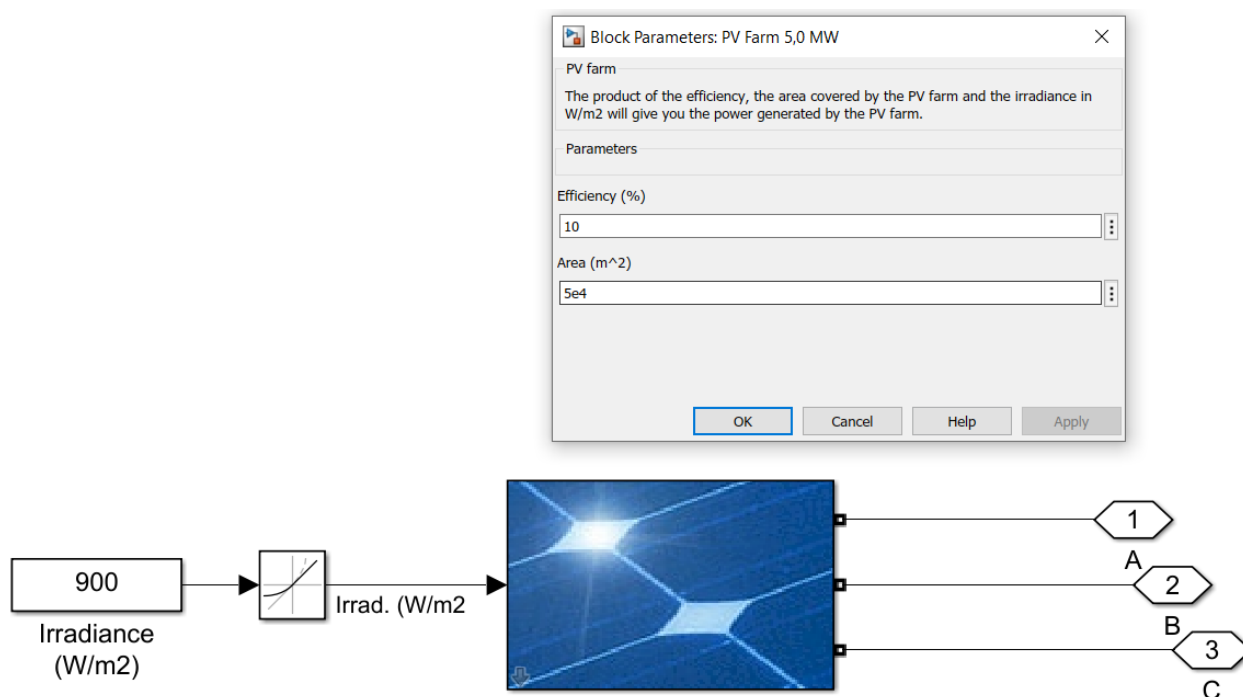 Block Parameters: PV Farm 5,0 MW
PV farm
The product of the efficiency, the area covered by the PV farm and the irradiance in
W/m2 will give you the power generated by the PV farm.
Parameters
Efficiency (%)
10
Area (m^2)
5e4
OK
Cancel
Help
Apply
900
Irradiance
(W/m2)
Irrad. (W/m2
1
A
2
B
3
C